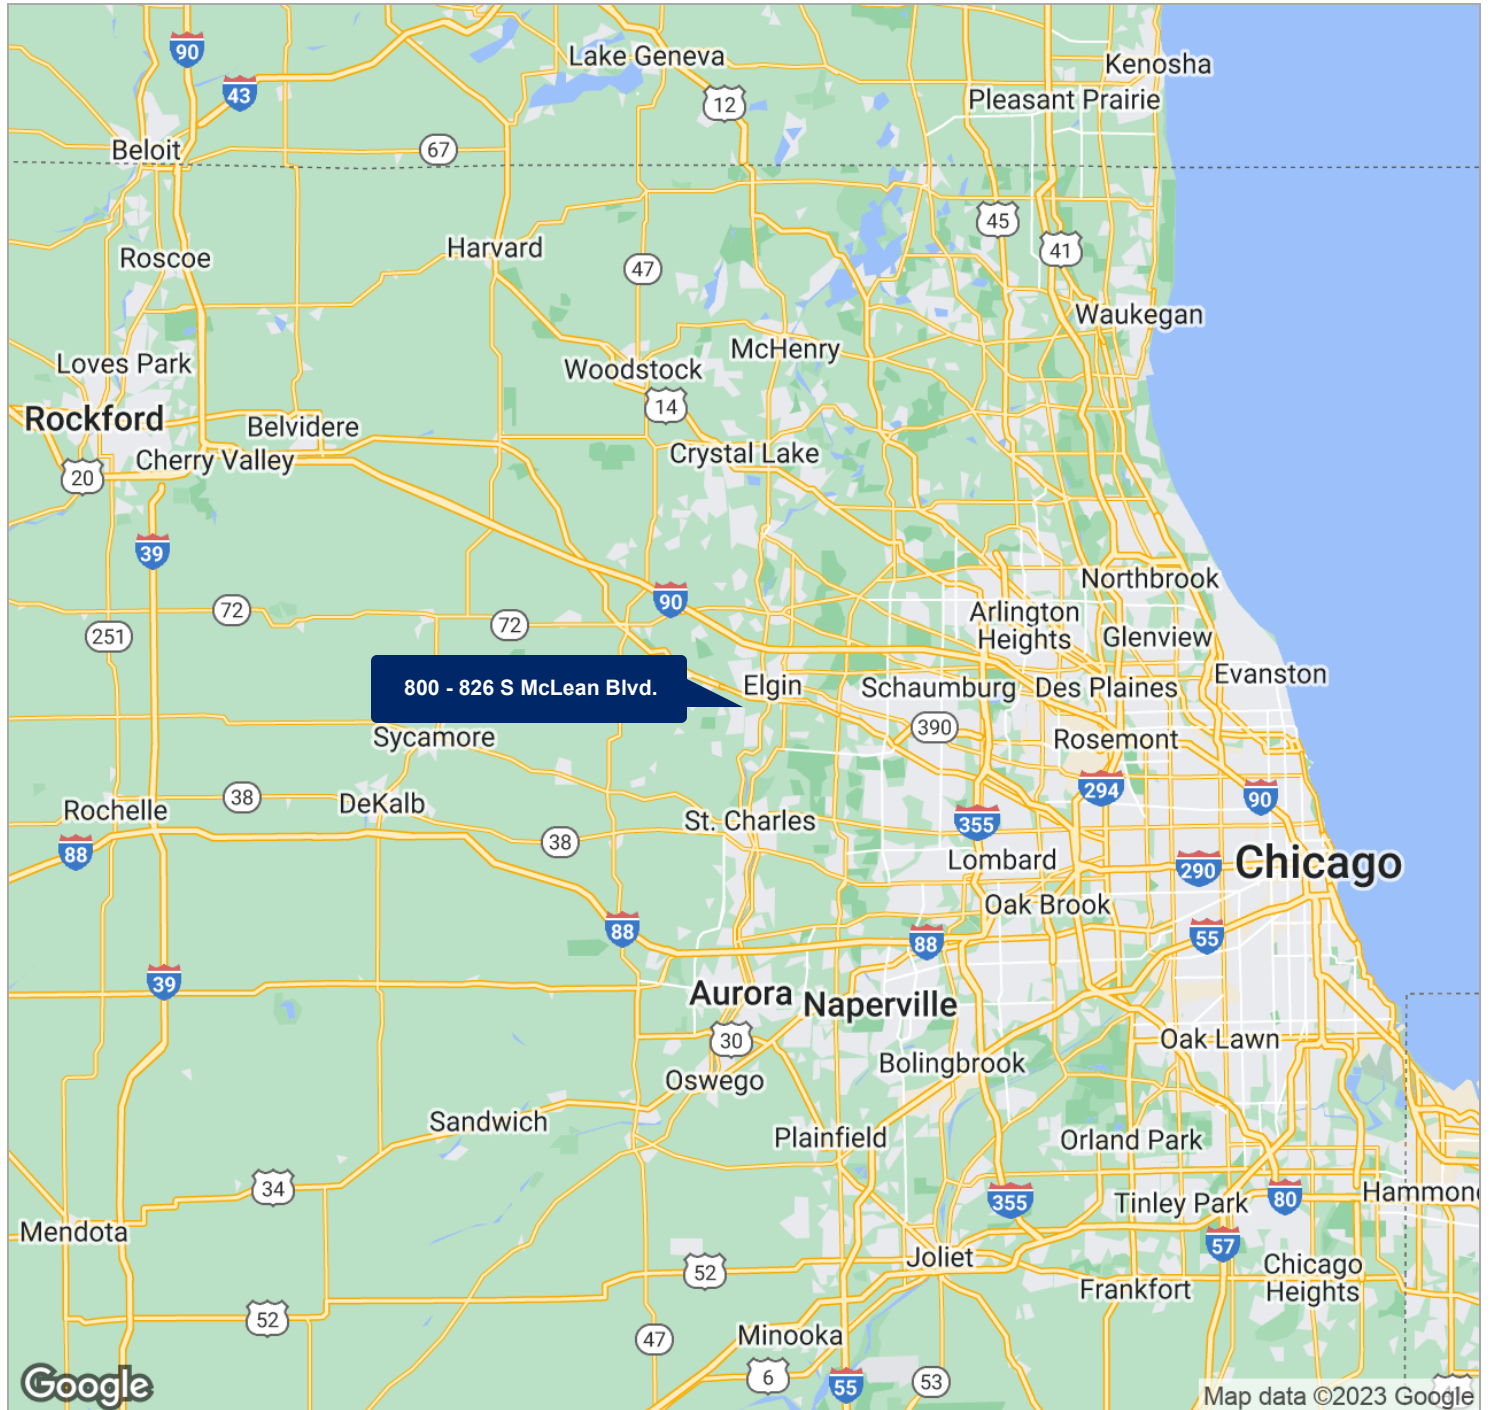 Lake Geneva
Kenosha
90
43
12
Pleasant Prairie
Beloit
67
45
41
Roscoe
Harvard
47
Waukegan
McHenry
Loves Park
Woodstock
14
Rockford
Belvidere
Crystal Lake
Cherry Valley
20
39
Northbrook
90
72
72
Arlington
Heights
251
Glenview
Evanston
800 - 826 S McLean Blvd.
Elgin
Schaumburg
Des Plaines
390
Sycamore
Rosemont
294
90
38
DeKalb
Rochelle
St. Charles
355
38
88
Lombard
290
Chicago
Oak Brook
88
88
55
39
Aurora
Naperville
30
Oak Lawn
Bolingbrook
Oswego
Sandwich
Plainfield
Orland Park
34
355
Tinley Park
80
Hammon
Mendota
57
Joliet
52
Chicago
Heights
Frankfort
52
47
Minooka
6
55
53
Google
Map data ©2023 Google